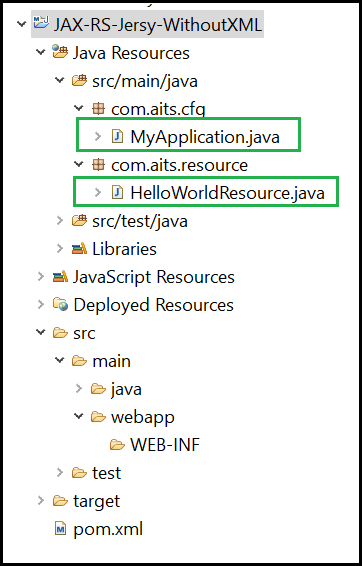 JAX-RS-Jersy-WithoutXML
Java Resources
src/main/java
com.aits.cfg
MyApplication.java
com.aits.resource
HelloWorldResource.java
src/test/java
Libraries
JavaScript Resources
Deployed Resources
src
main
java
webapp
WEB-INF
test
target
pom.xml